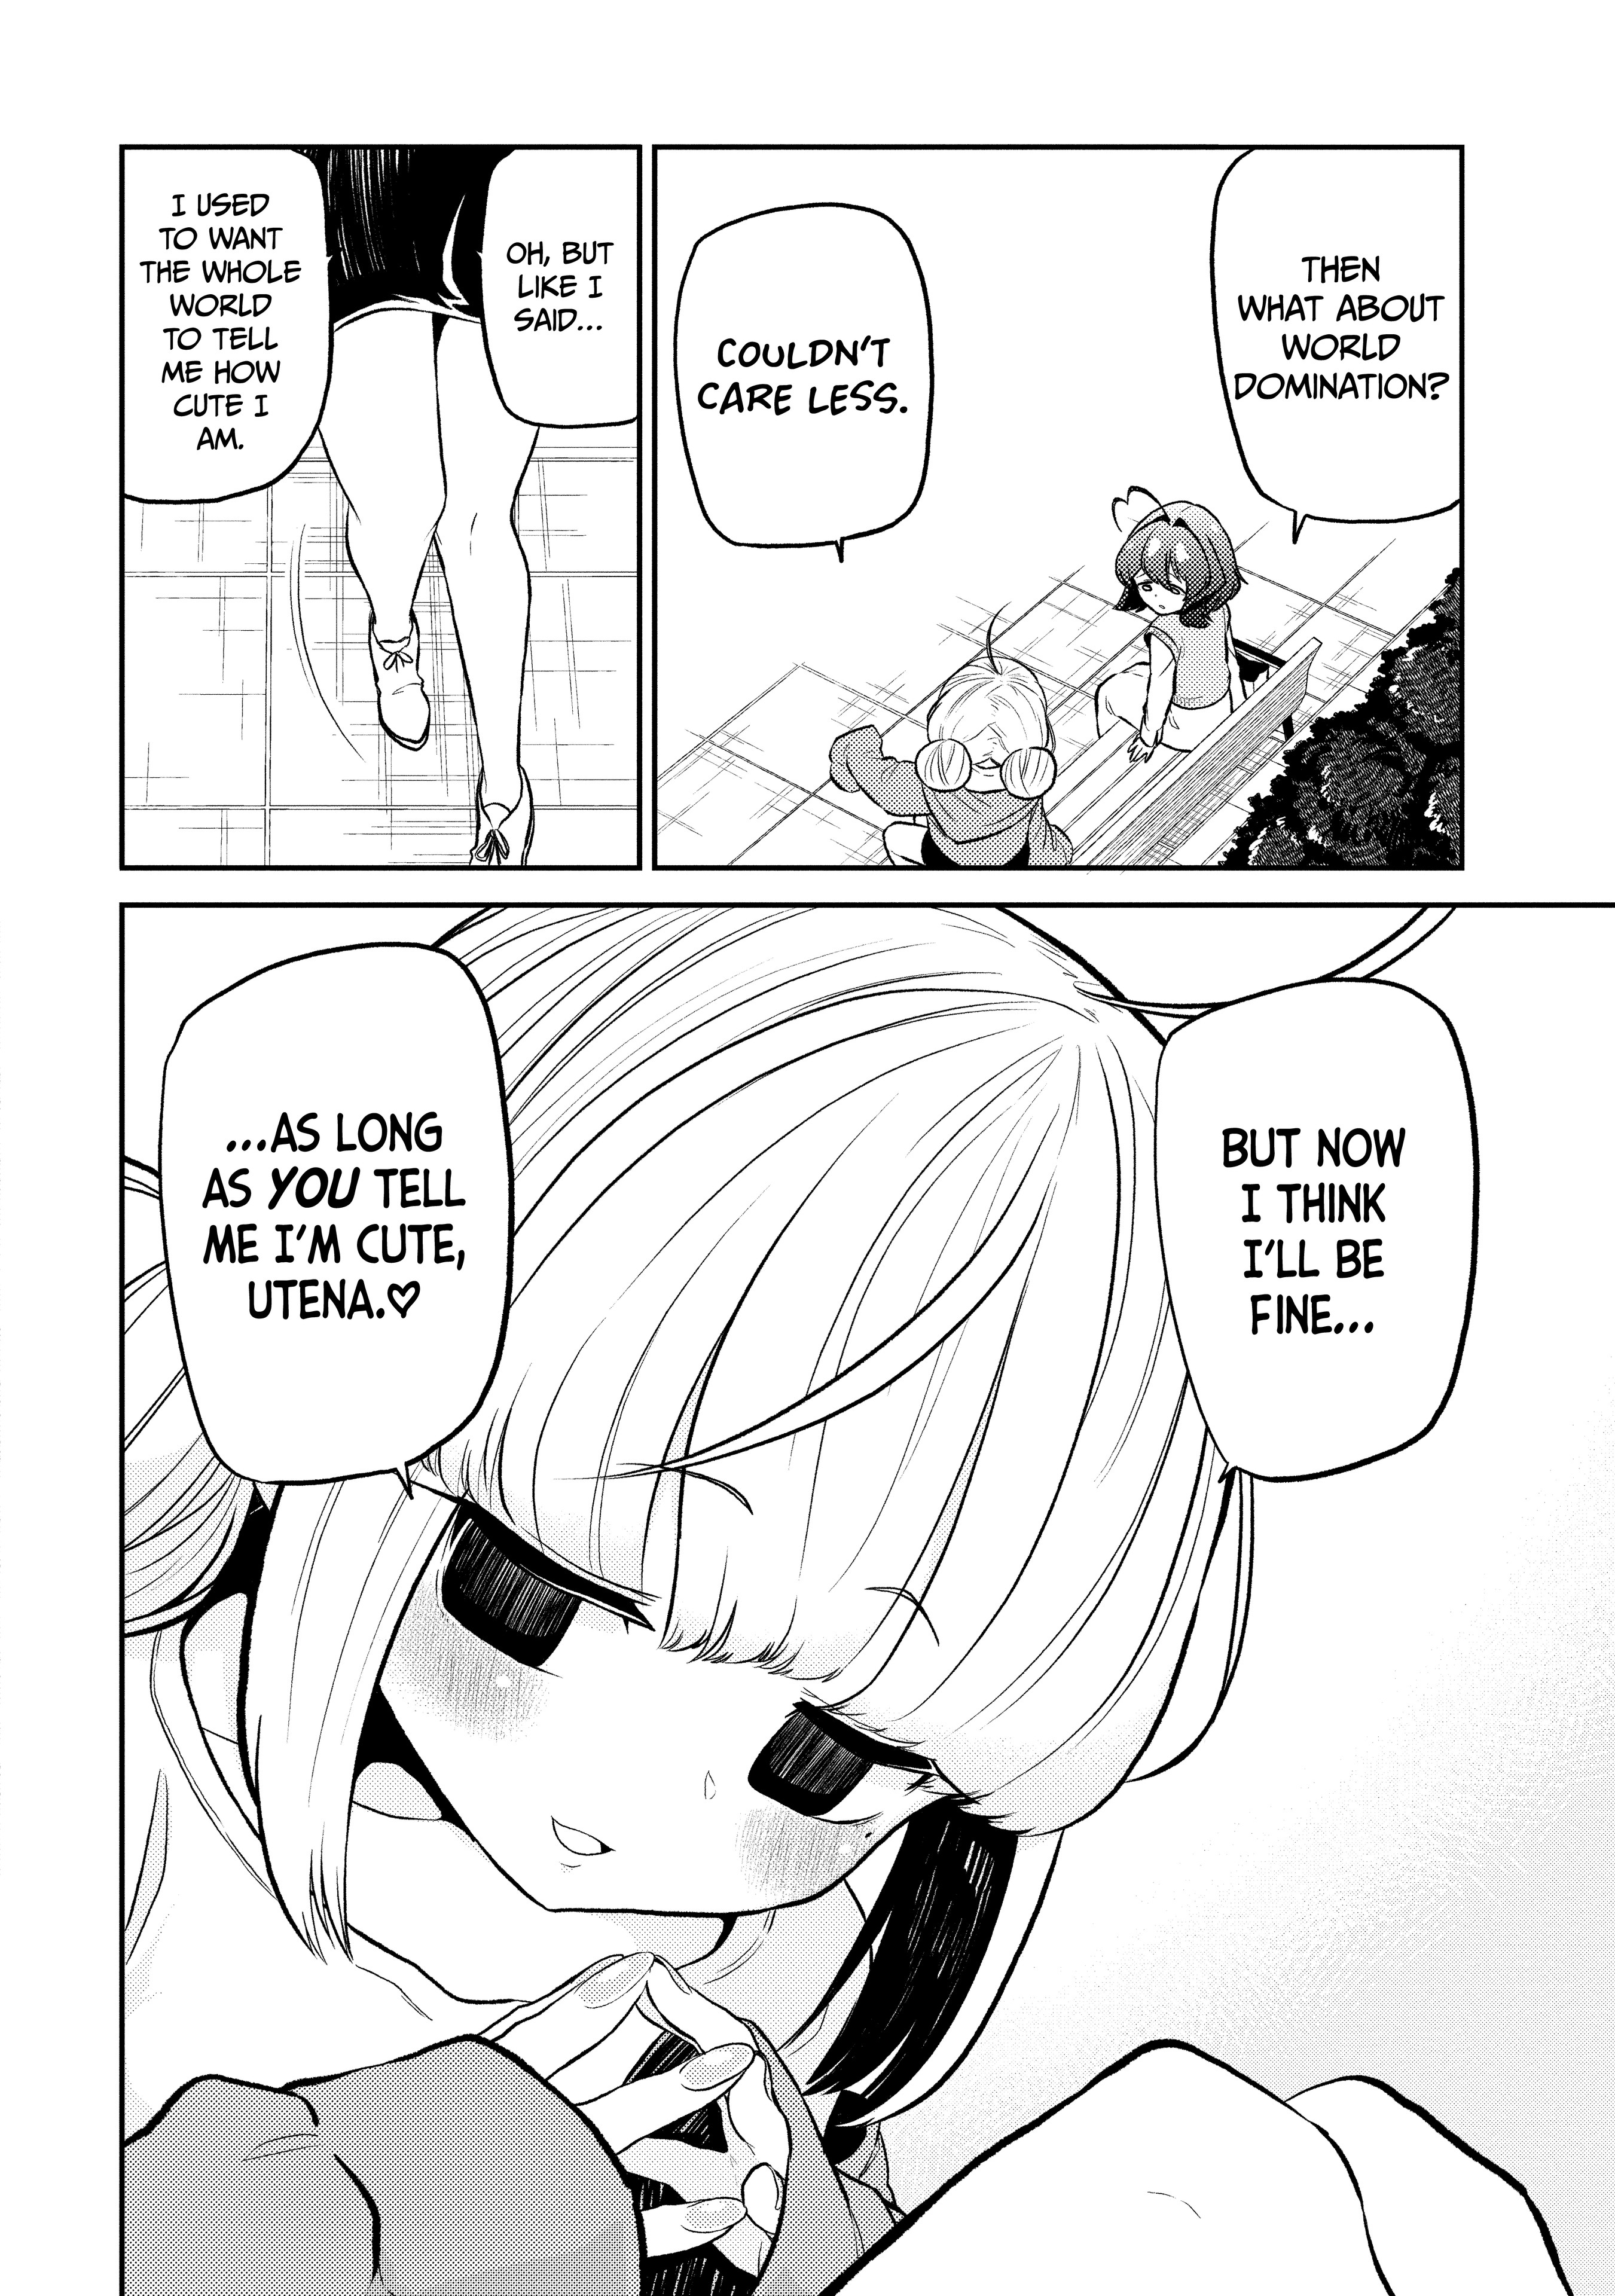 THEN
WHAT ABOUT
WORLD
DOMINATION?
COULDN'T
CARE LESS.
OH, BUT
LIKE I
SAID...
I USED
TO WANT
THE WHOLE
WORLD
TO TELL
ME HOW
CUTE I
AM.
BUT NOW
I THINK
I'LL BE
FINE...
...AS LONG
AS YOU TELL
ME I'M CUTE,
UTENA.♡